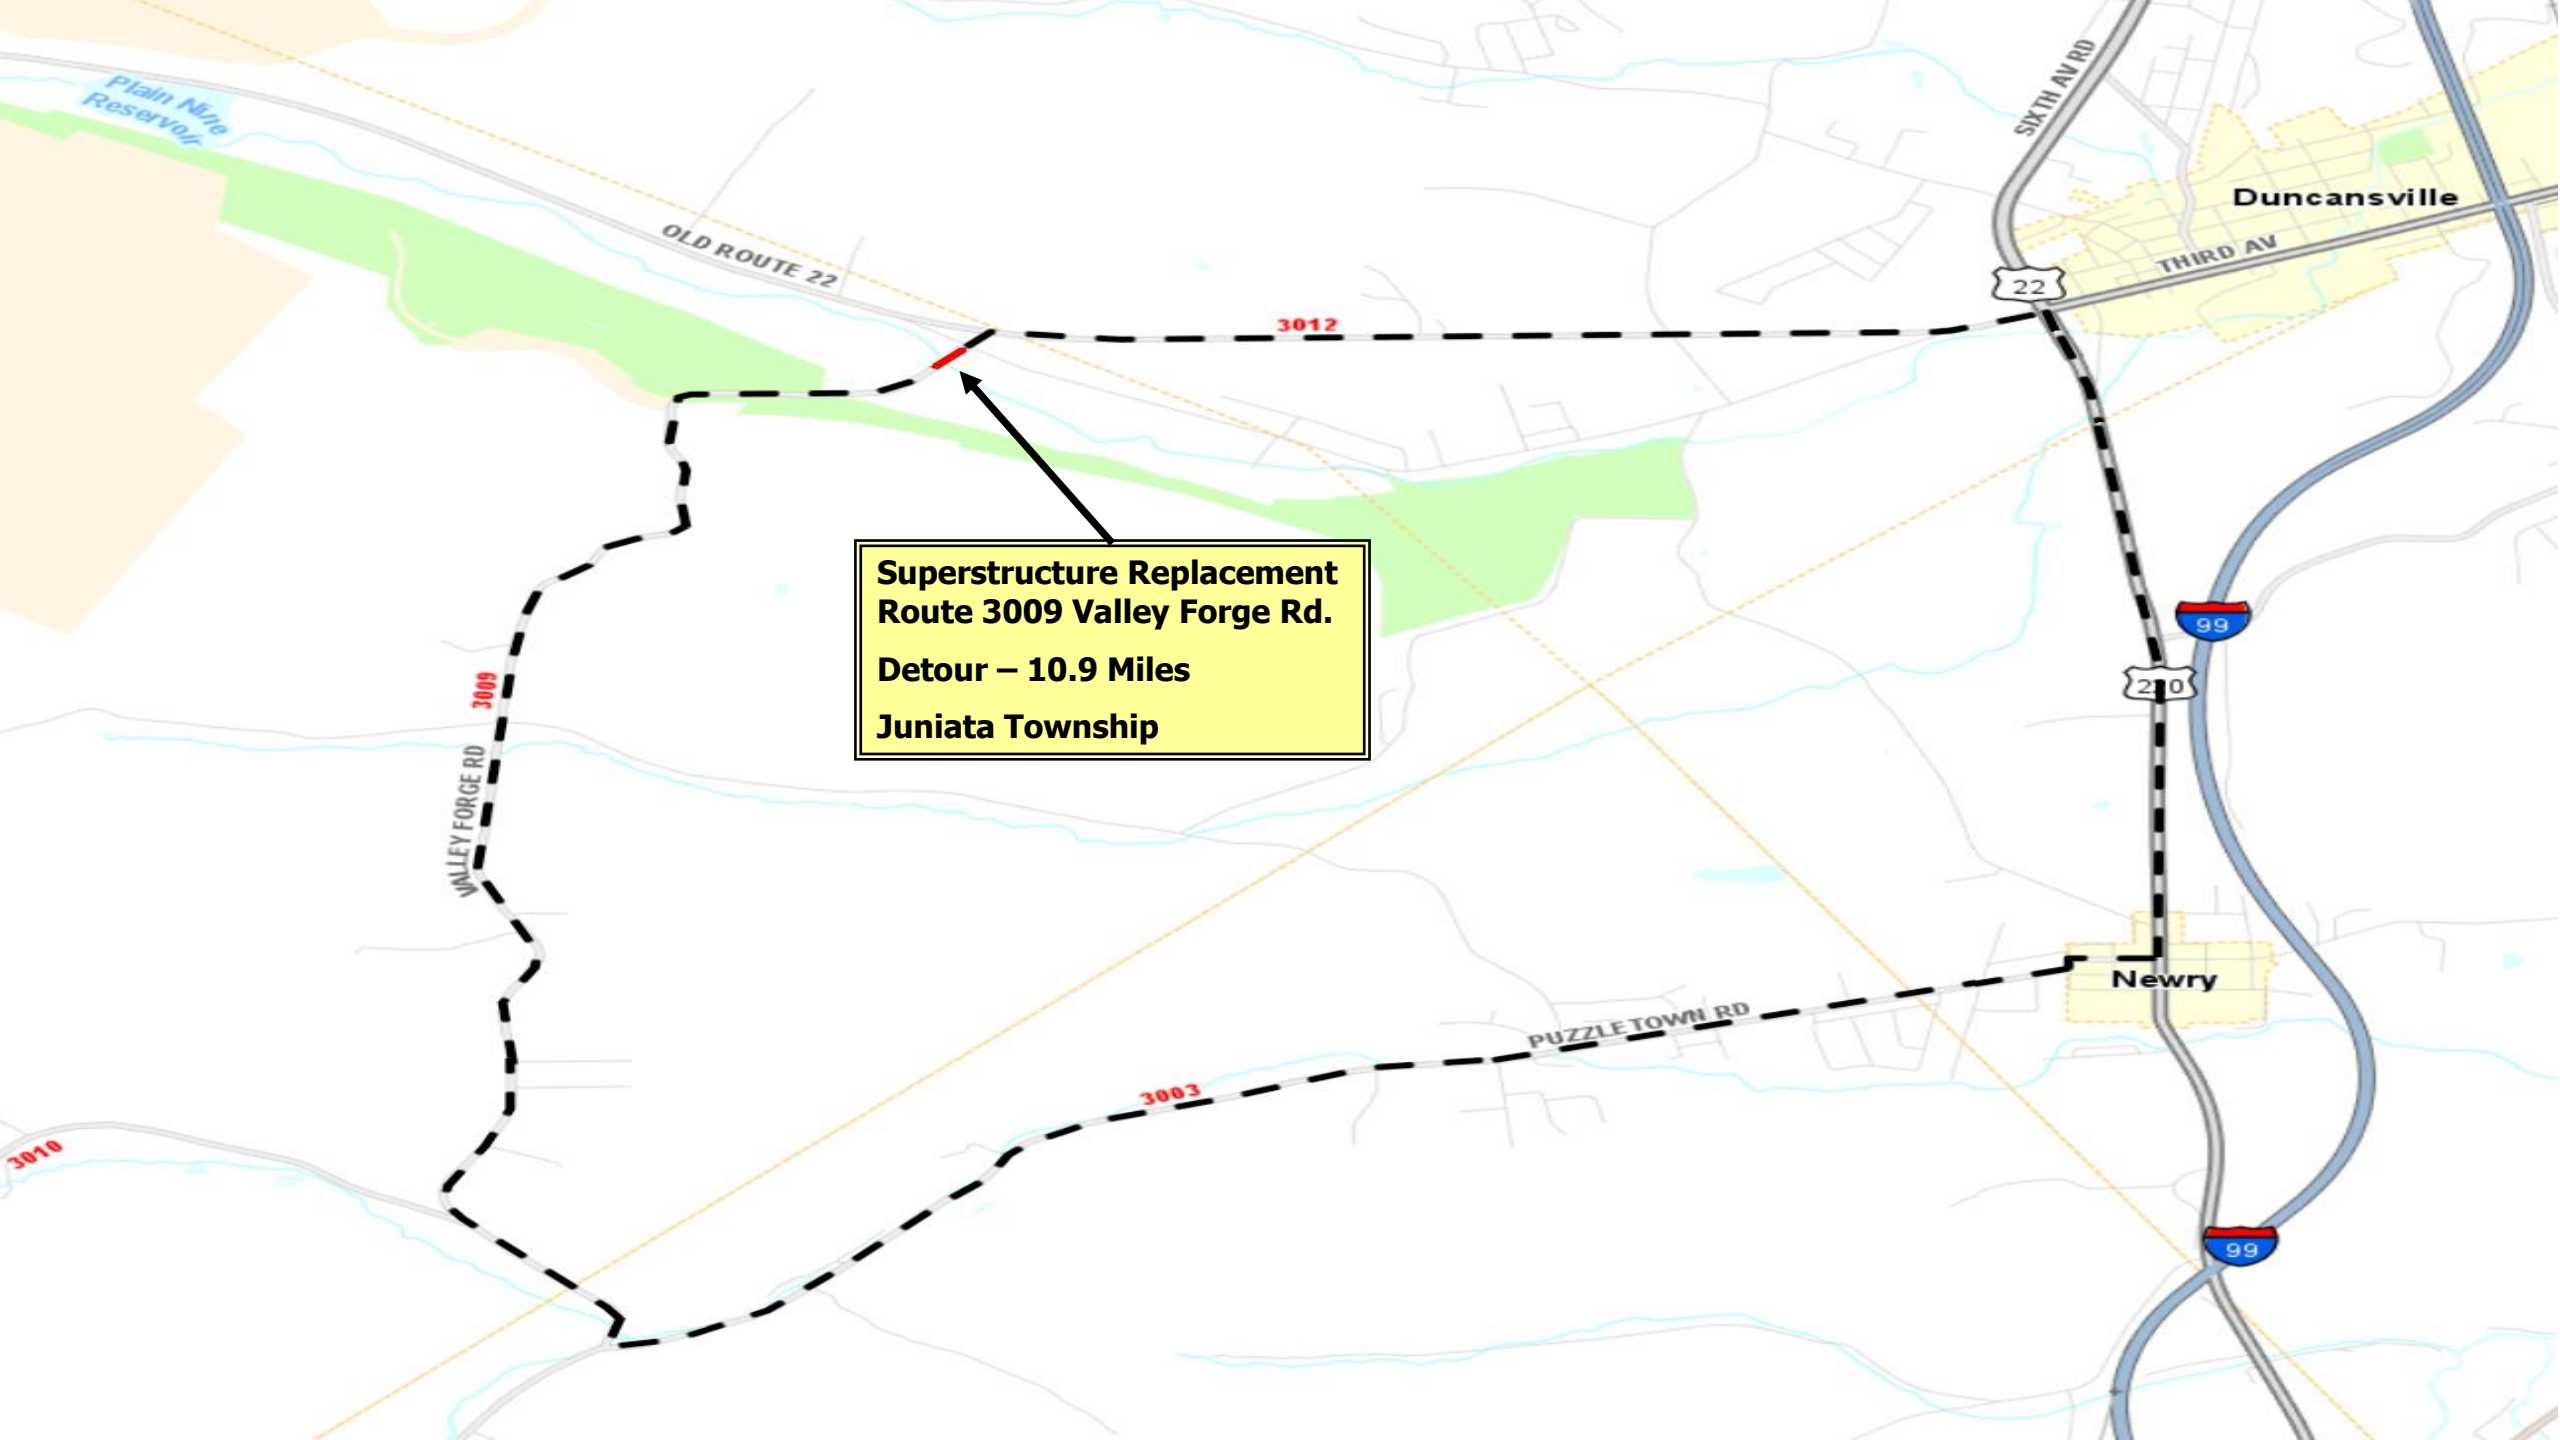 Plain Nine
Reservoir
SIXTH AV RD
Duncansville
THIRD AV
OLD ROUTE 22
22
3012
Superstructure Replacement
Route 3009 Valley Forge Rd.
Detour – 10.9 Miles
Juniata Township
99
220
3009
VALLEY FORGE RD
Newry
PUZZLETOWN RD
3003
3010
99